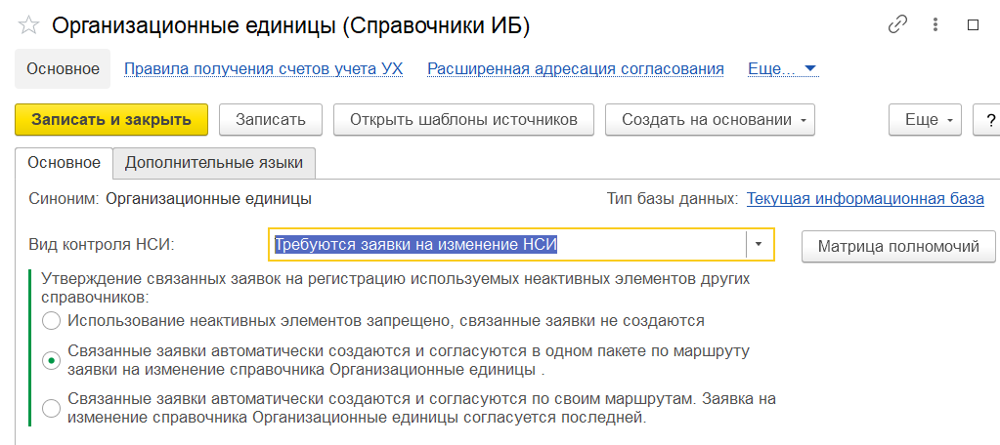 Организационные единицы (Справочники ИБ)
Основное Правила получения счетов учета УХ Расширенная адресация согласования Еще...
Записать и закрыть Записать Открыть шаблоны источников Создать на основании Еще ?
Основное Дополнительные языки
Синоним: Организационные единицы Тип базы данных: Текущая информационная база
Вид контроля НСИ: Требуются заявки на изменение НСИ Матрица полномочий
Утверждение связанных заявок на регистрацию используемых неактивных элементов других
справочников:
Использование неактивных элементов запрещено, связанные заявки не создаются
Связанные заявки автоматически создаются и согласуются в одном пакете по маршруту
заявки на изменение справочника Организационные единицы .
Связанные заявки автоматически создаются и согласуются по своим маршрутам. Заявка на
изменение справочника Организационные единицы согласуется последней.